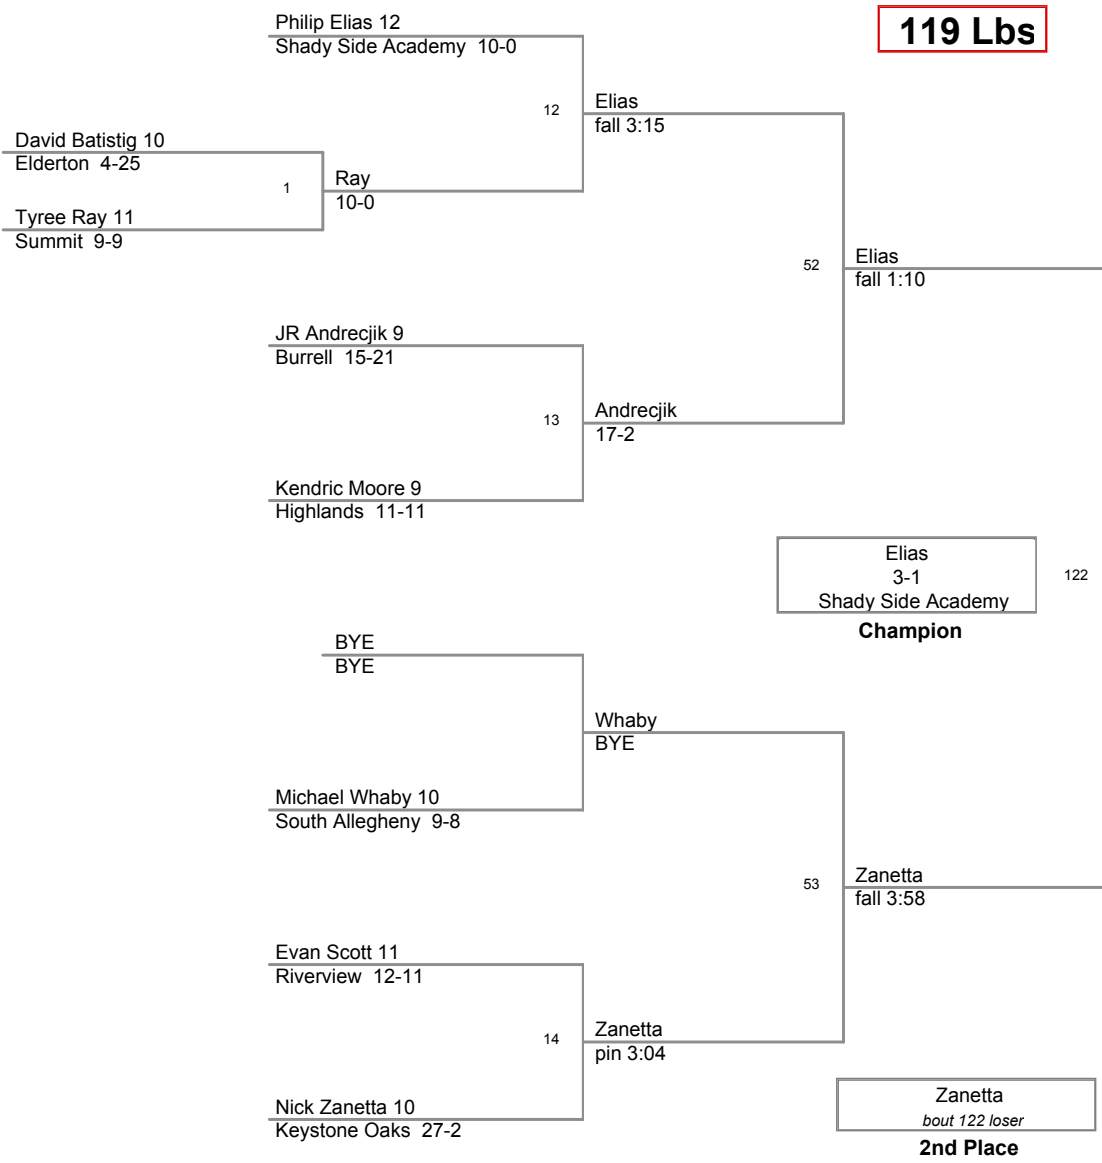 Philip Elias 12
Shady Side Academy 10-0
119 Lbs
12
Elias
fall 3:15
David Batistig 10
Elderton 4-25
1
Ray
10-0
Tyree Ray 11
Summit 9-9
52
Elias
fall 1:10
JR Andrecjik 9
Burrell 15-21
13
Andrecjik
17-2
Kendric Moore 9
Highlands 11-11
Elias
3-1
Shady Side Academy
122
Champion
BYE
BYE
Whaby
BYE
Michael Whaby 10
South Allegheny 9-8
53
Zanetta
fall 3:58
Evan Scott 11
Riverview 12-11
14
Zanetta
pin 3:04
Nick Zanetta 10
Keystone Oaks 27-2
Zanetta
bout 122 loser
2nd Place